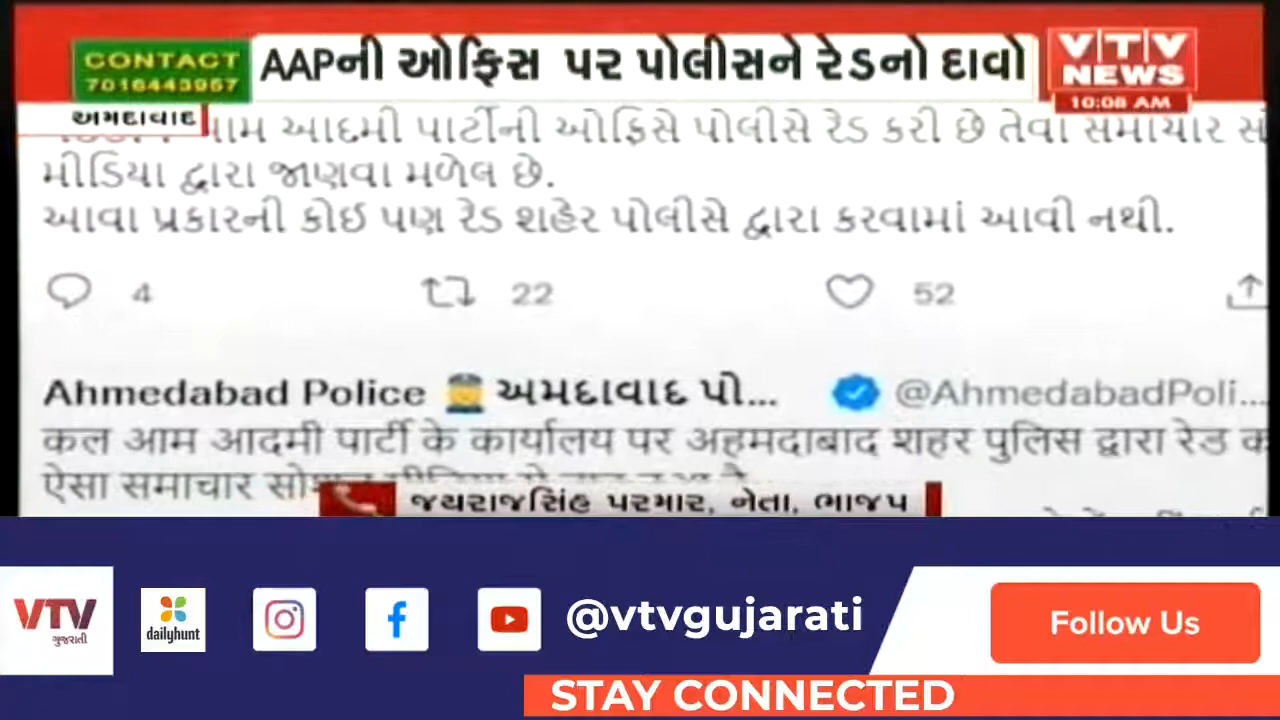 CONTACT
7016443957
AAPની ઓફિસ પર પોલીસને રેડનો દાવો
VTV
NEWS
10:08 AM
અમદાવાદ
આમ આદમી પાર્ટીની ઓફિસે પોલીસે રેડ કરી છે તેવા સમાચાર
મીડિયા દ્વારા જાણવા મળેલ છે.
આવા પ્રકારની કોઇ પણ રેડ શહેર પોલીસે દ્વારા કરવામાં આવી નથી.
4 22 52
Ahmedabad Police 👮 અમદાવાદ પો... @AhmedabadPoli...
कल आम आदमी पार्टी के कार्यालय पर अहमदाबाद शहर पुलिस द्वारा रेड
ऐसा समाचार
જયરાજસિંહ પરમાર, નેતા, ભાજપ
VTV
ગુજરાતી
dailyhunt
@vtvgujarati
Follow Us
STAY CONNECTED